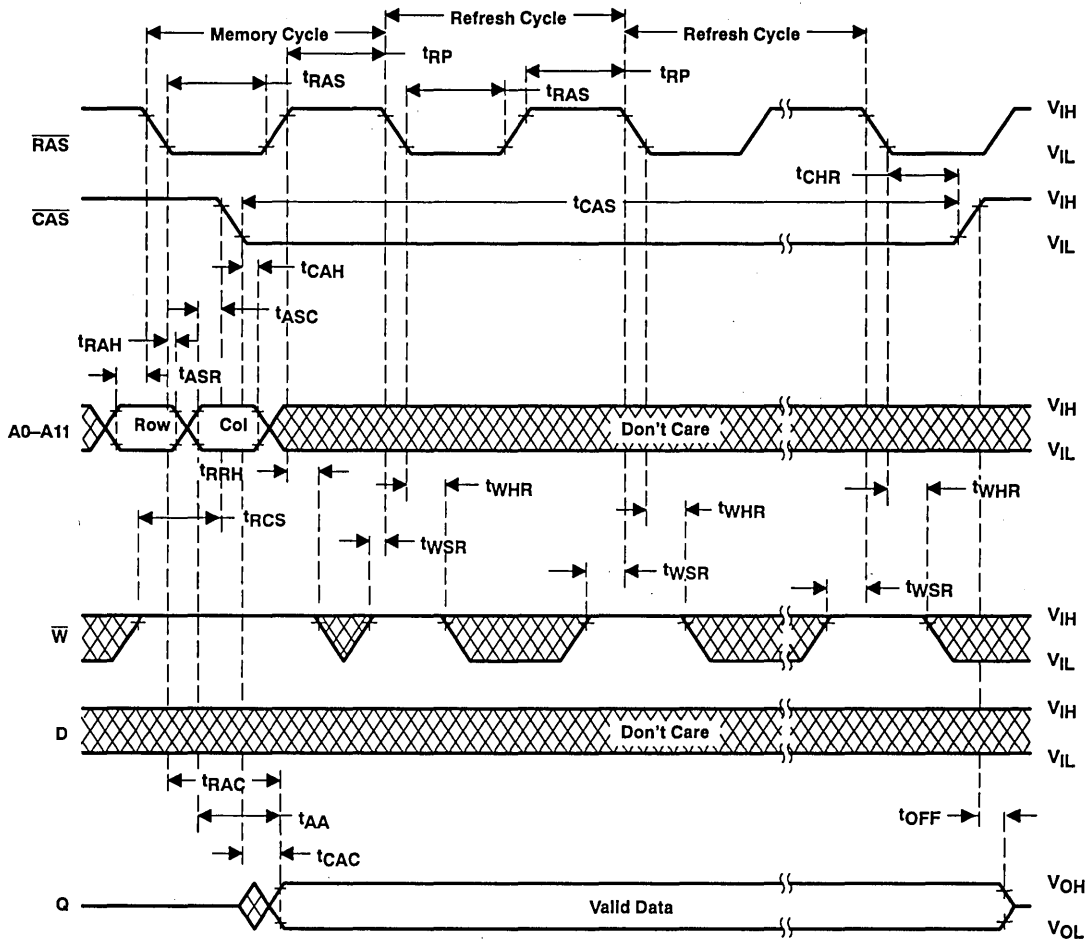 Memory Cycle
Refresh Cycle
Refresh Cycle
tRP
tRP
tRAS
tRAS
RAS
VIH
VIL
tCHR
CAS
tCAS
VIH
VIL
tCAH
tASC
tRAH
tASR
A0–A11
Row
Col
Don't Care
VIH
VIL
tRRH
tWHR
tWHR
tWHR
tRCS
tWSR
tWSR
tWSR
W
VIH
VIL
D
Don't Care
VIH
VIL
tRAC
tAA
tOFF
tCAC
Q
Valid Data
VOH
VOL